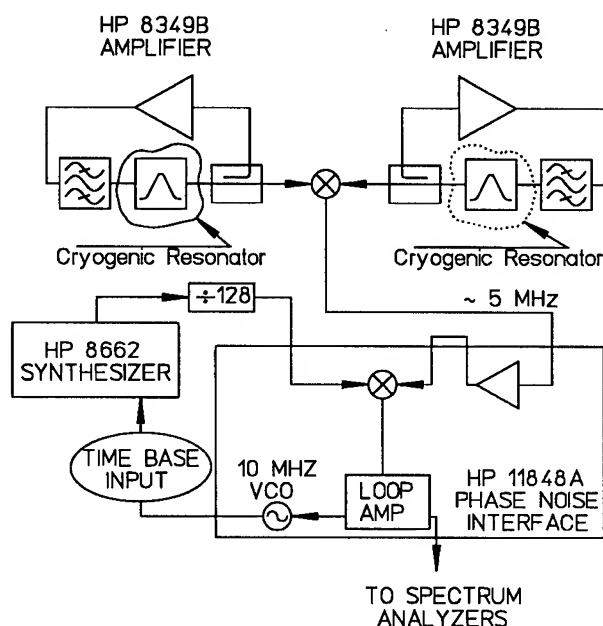 HP 8349B
AMPLIFIER
HP 8349B
AMPLIFIER
Cryogenic Resonator
Cryogenic Resonator
÷128
~ 5 MHz
HP 8662
SYNTHESIZER
TIME BASE
INPUT
10 MHZ
VCO
LOOP
AMP
HP 11848A
PHASE NOISE
INTERFACE
TO SPECTRUM
ANALYZERS